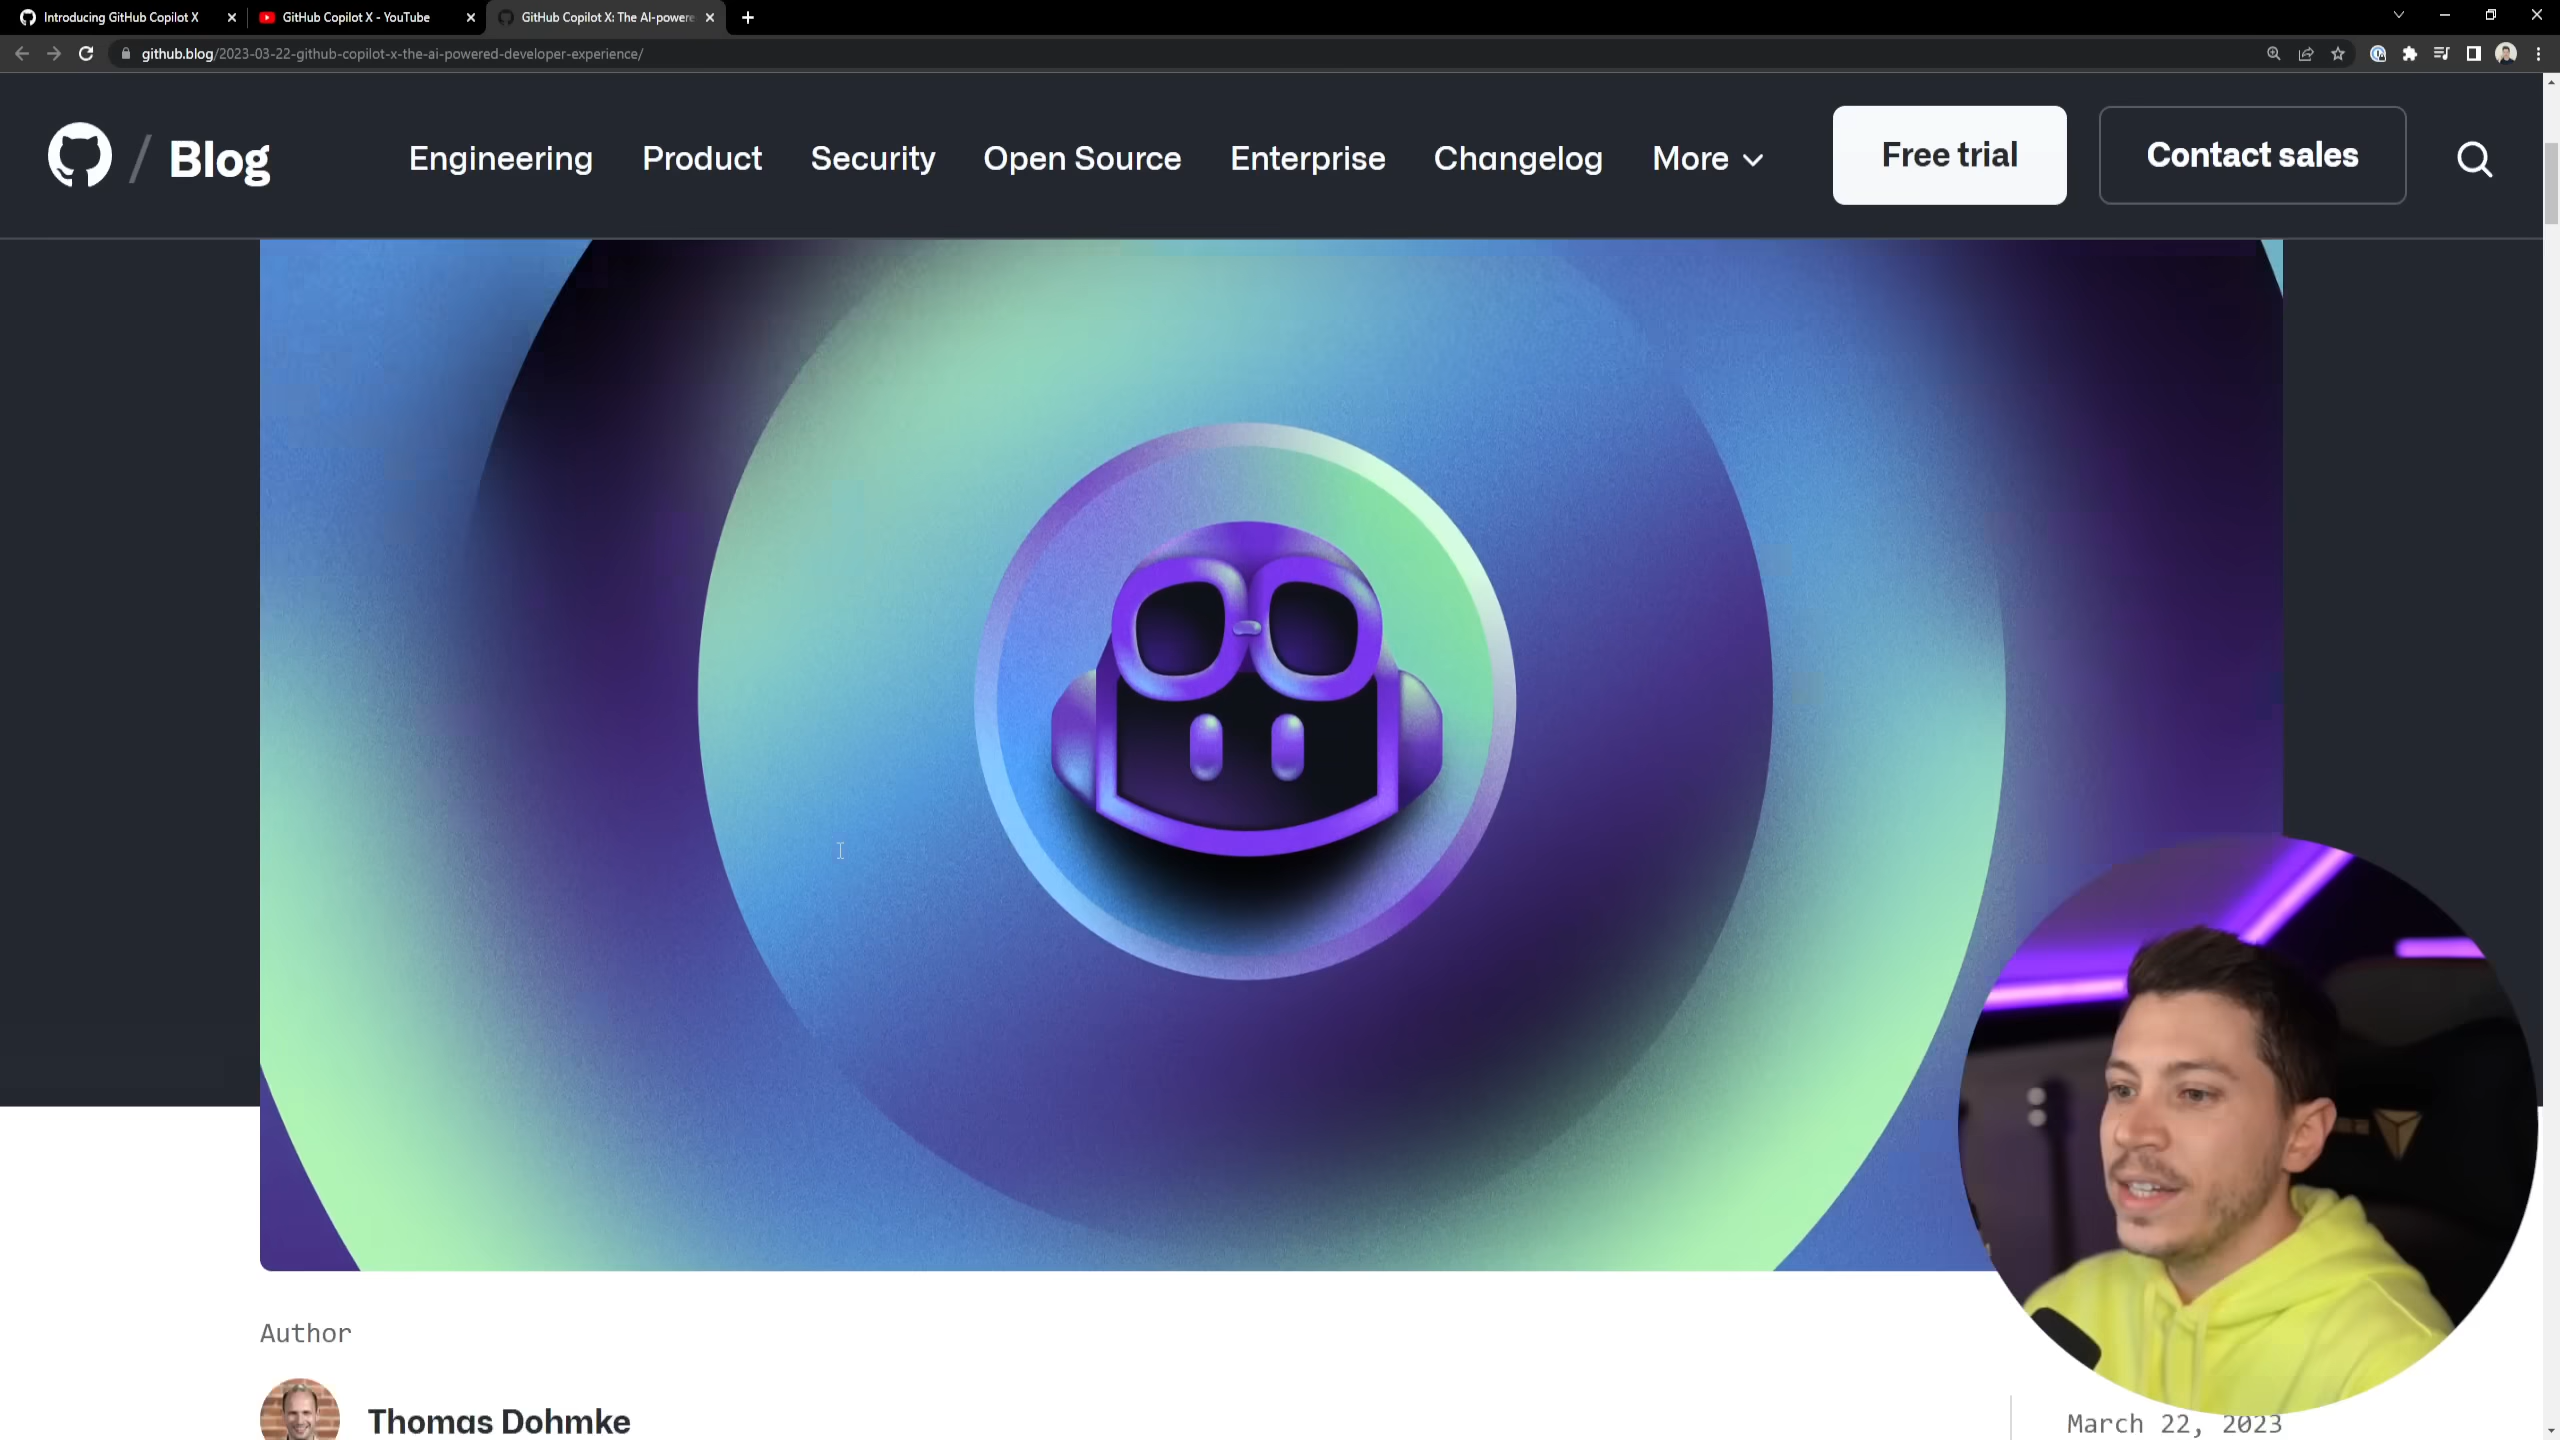 Introducing GitHub Copilot X
GitHub Copilot X - YouTube
GitHub Copilot X: The AI-powere
github.blog/2023-03-22-github-copilot-x-the-ai-powered-developer-experience/
/ Blog
Engineering
Product
Security
Open Source
Enterprise
Changelog
More
Free trial
Contact sales
Author
Thomas Dohmke
March 22, 2023